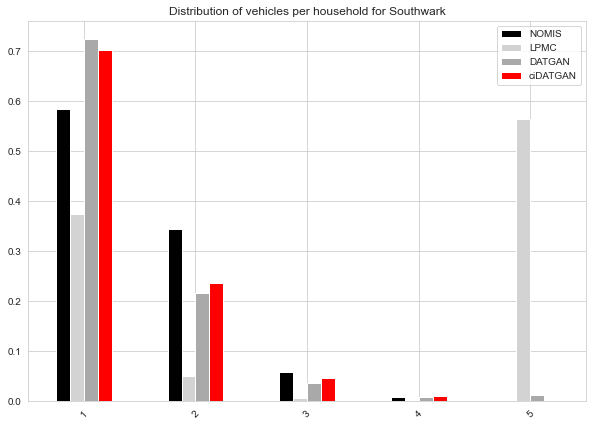 Distribution of vehicles per household for Southwark
NOMIS
LPMC
DATGAN
ciDATGAN
0.7
0.6
0.5
0.4
0.3
0.2
0.1
0.0
1
2
3
4
5